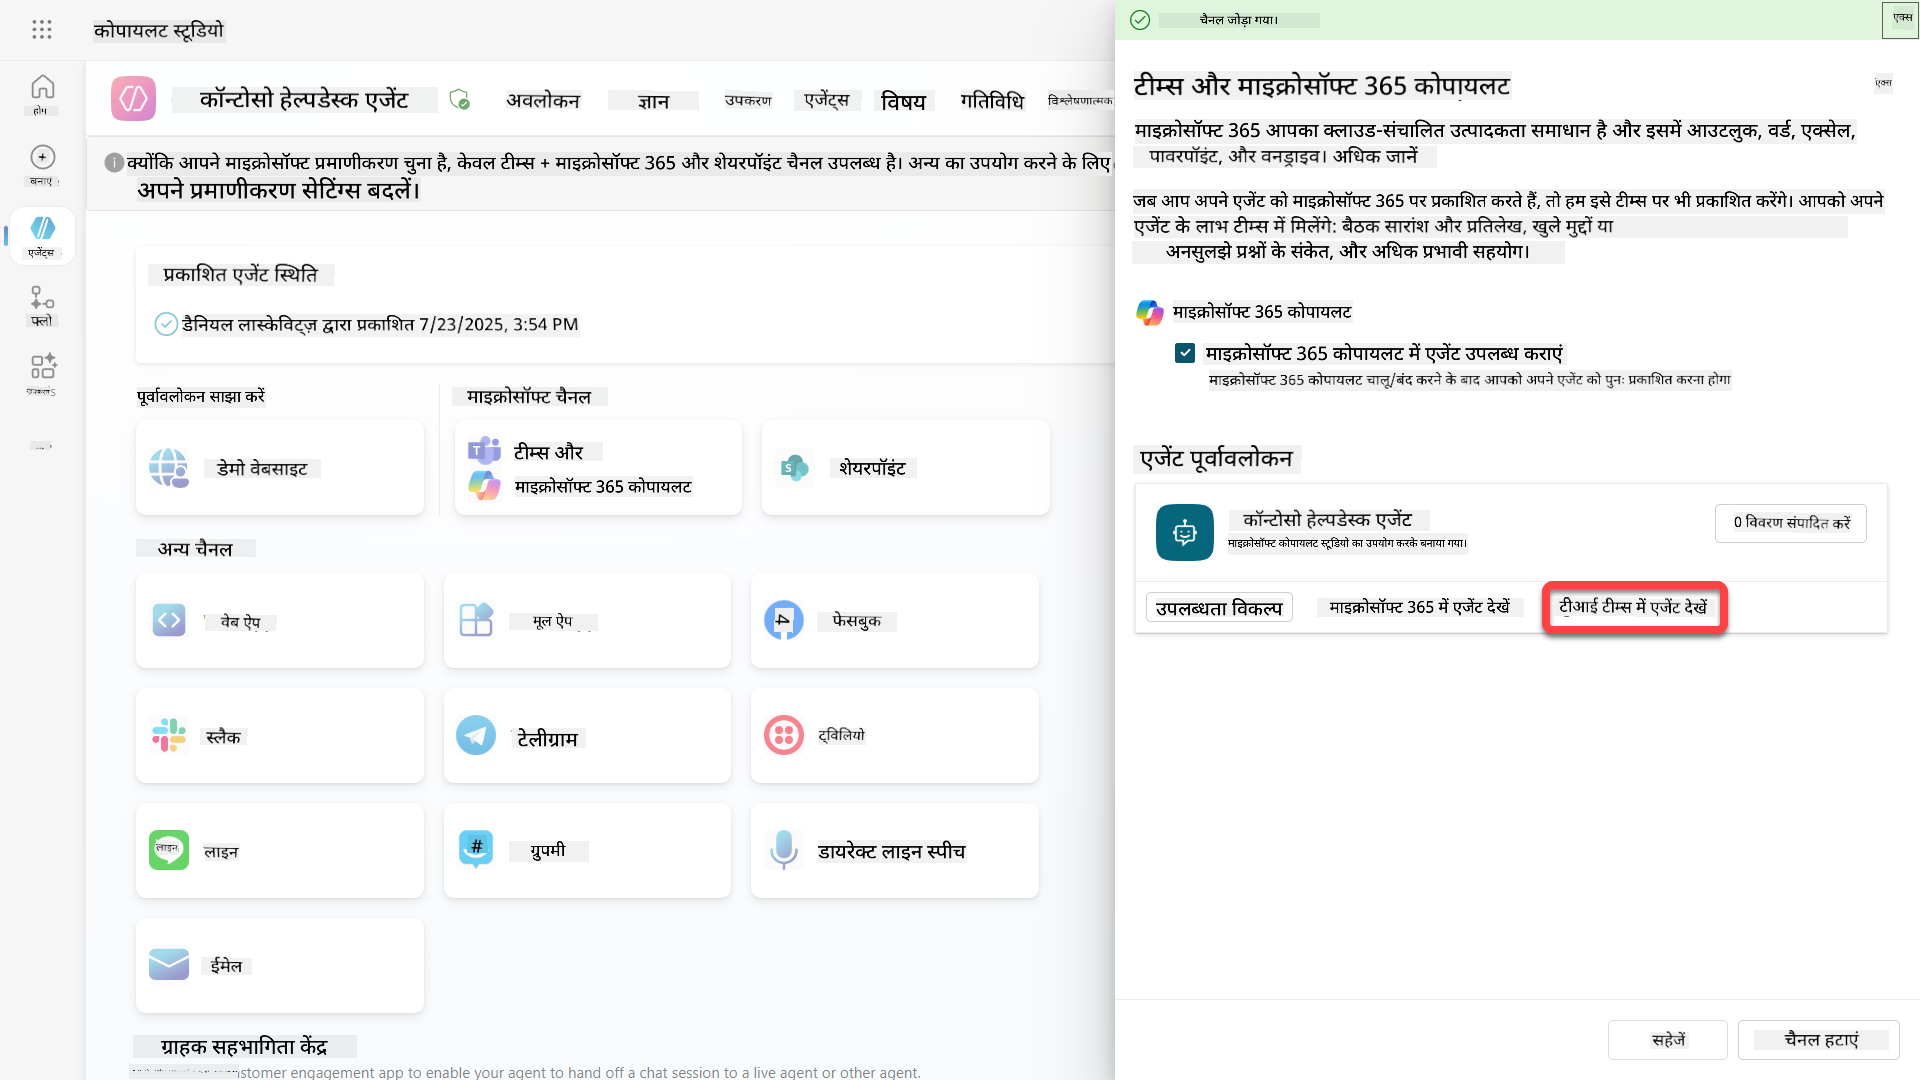 कोपायलट स्टूडियो
होम
बनाएं
एजेंट्स
फ्लो
कॉन्टोसो हेल्पडेस्क एजेंट
अवलोकन
ज्ञान
उपकरण
एजेंट्स
विषय
गतिविधि
विश्लेषणात्मक
क्योंकि आपने माइक्रोसॉफ्ट प्रमाणीकरण चुना है, केवल टीम्स + माइक्रोसॉफ्ट 365 और शेयरपॉइंट चैनल उपलब्ध है। अन्य का उपयोग करने के लिए
अपने प्रमाणीकरण सेटिंग्स बदलें।
प्रकाशित एजेंट स्थिति
डैनियल लास्केविट्ज़ द्वारा प्रकाशित 7/23/2025, 3:54 PM
पूर्वावलोकन साझा करें
माइक्रोसॉफ्ट चैनल
डेमो वेबसाइट
टीम्स और
माइक्रोसॉफ्ट 365 कोपायलट
शेयरपॉइंट
अन्य चैनल
वेब ऐप
मूल ऐप
फेसबुक
स्लैक
टेलीग्राम
ट्विलियो
लाइन
लाइन
ग्रुपमी
डायरेक्ट लाइन स्पीच
ईमेल
ग्राहक सहभागिता केंद्र
stomer engagement app to enable your agent to hand off a chat session to a live agent or other agent.
चैनल जोड़ा गया।
एक्स
टीम्स और माइक्रोसॉफ्ट 365 कोपायलट
एक्स
माइक्रोसॉफ्ट 365 आपका क्लाउड-संचालित उत्पादकता समाधान है और इसमें आउटलुक, वर्ड, एक्सेल,
पावरपॉइंट, और वनड्राइव। अधिक जानें
जब आप अपने एजेंट को माइक्रोसॉफ्ट 365 पर प्रकाशित करते हैं, तो हम इसे टीम्स पर भी प्रकाशित करेंगे। आपको अपने
एजेंट के लाभ टीम्स में मिलेंगे: बैठक सारांश और प्रतिलेख, खुले मुद्दों या
अनसुलझे प्रश्नों के संकेत, और अधिक प्रभावी सहयोग।
माइक्रोसॉफ्ट 365 कोपायलट
माइक्रोसॉफ्ट 365 कोपायलट में एजेंट उपलब्ध कराएं
माइक्रोसॉफ्ट 365 कोपायलट चालू/बंद करने के बाद आपको अपने एजेंट को पुनः प्रकाशित करना होगा
एजेंट पूर्वावलोकन
कॉन्टोसो हेल्पडेस्क एजेंट
माइक्रोसॉफ्ट कोपायलट स्टूडियो का उपयोग करके बनाया गया।
0 विवरण संपादित करें
उपलब्धता विकल्प
माइक्रोसॉफ्ट 365 में एजेंट देखें
टीआई टीम्स में एजेंट देखें
सहेजें
चैनल हटाएं